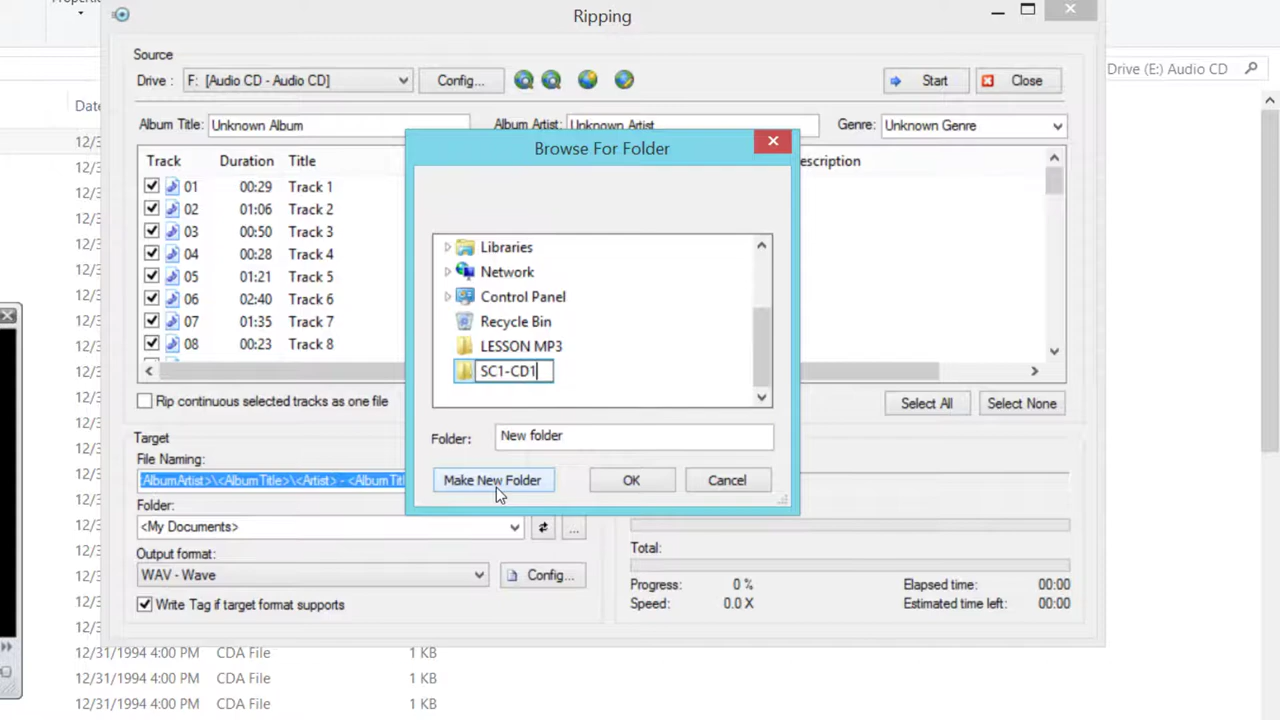 Ripping
Source
Drive : F: [Audio CD - Audio CD] Config... Start Close
Drive (E:) Audio CD
Date
Album Title: Unknown Album Album Artist: Unknown Artist Genre: Unknown Genre
Track Duration Title
01 00:29 Track 1
02 01:06 Track 2
03 00:50 Track 3
04 00:28 Track 4
05 01:21 Track 5
06 02:40 Track 6
07 01:35 Track 7
08 00:23 Track 8
Rip continuous selected tracks as one file
Select All Select None
Target
File Naming:
AlbumArtist>\<AlbumTitle>\<Artist> - <AlbumTitl
Folder:
<My Documents>
...
Output format:
WAV - Wave Config...
Write Tag if target format supports
Total:
Progress: 0 % Elapsed time: 00:00
Speed: 0.0 X Estimated time left: 00:00
Browse For Folder
Libraries
Network
Control Panel
Recycle Bin
LESSON MP3
SC1-CD1
Folder: New folder
Make New Folder OK Cancel
12/31/1994 4:00 PM CDA File 1 KB
12/31/1994 4:00 PM CDA File 1 KB
12/31/1994 4:00 PM CDA File 1 KB